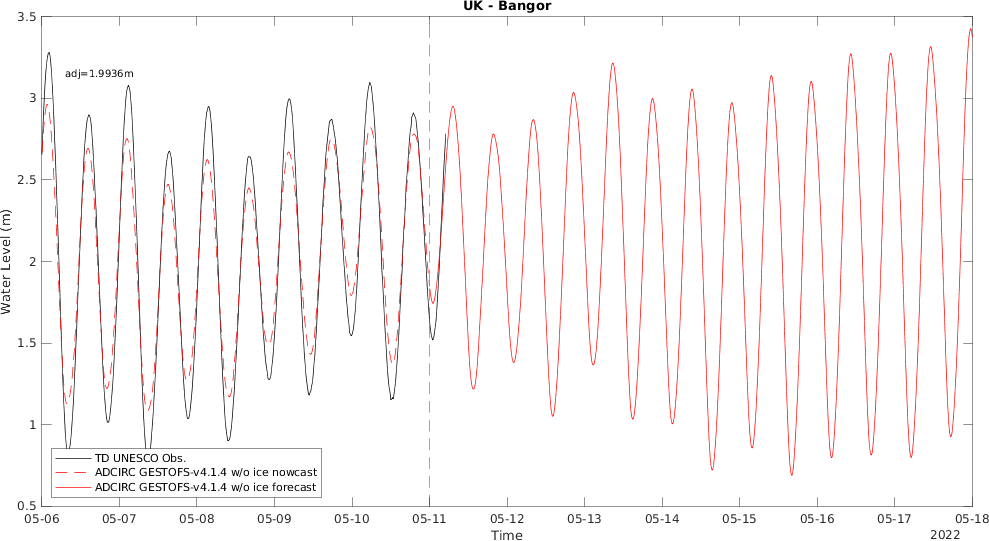 UK - Bangor
adj=1.9936m
Water Level (m)
3.5
3
2.5
2
1.5
1
0.5
TD UNESCO Obs.
ADCIRC GESTOFS-v4.1.4 w/o ice nowcast
ADCIRC GESTOFS-v4.1.4 w/o ice forecast
05-06 05-07 05-08 05-09 05-10 05-11 05-12 05-13 05-14 05-15 05-16 05-17 05-18
Time
2022